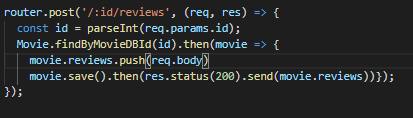 router.post('/:id/reviews', (req, res) => {
  const id = parseInt(req.params.id);
  Movie.findByMovieDBId(id).then(movie => {
    movie.reviews.push(req.body)
    movie.save().then(res.status(200).send(movie.reviews))});
});